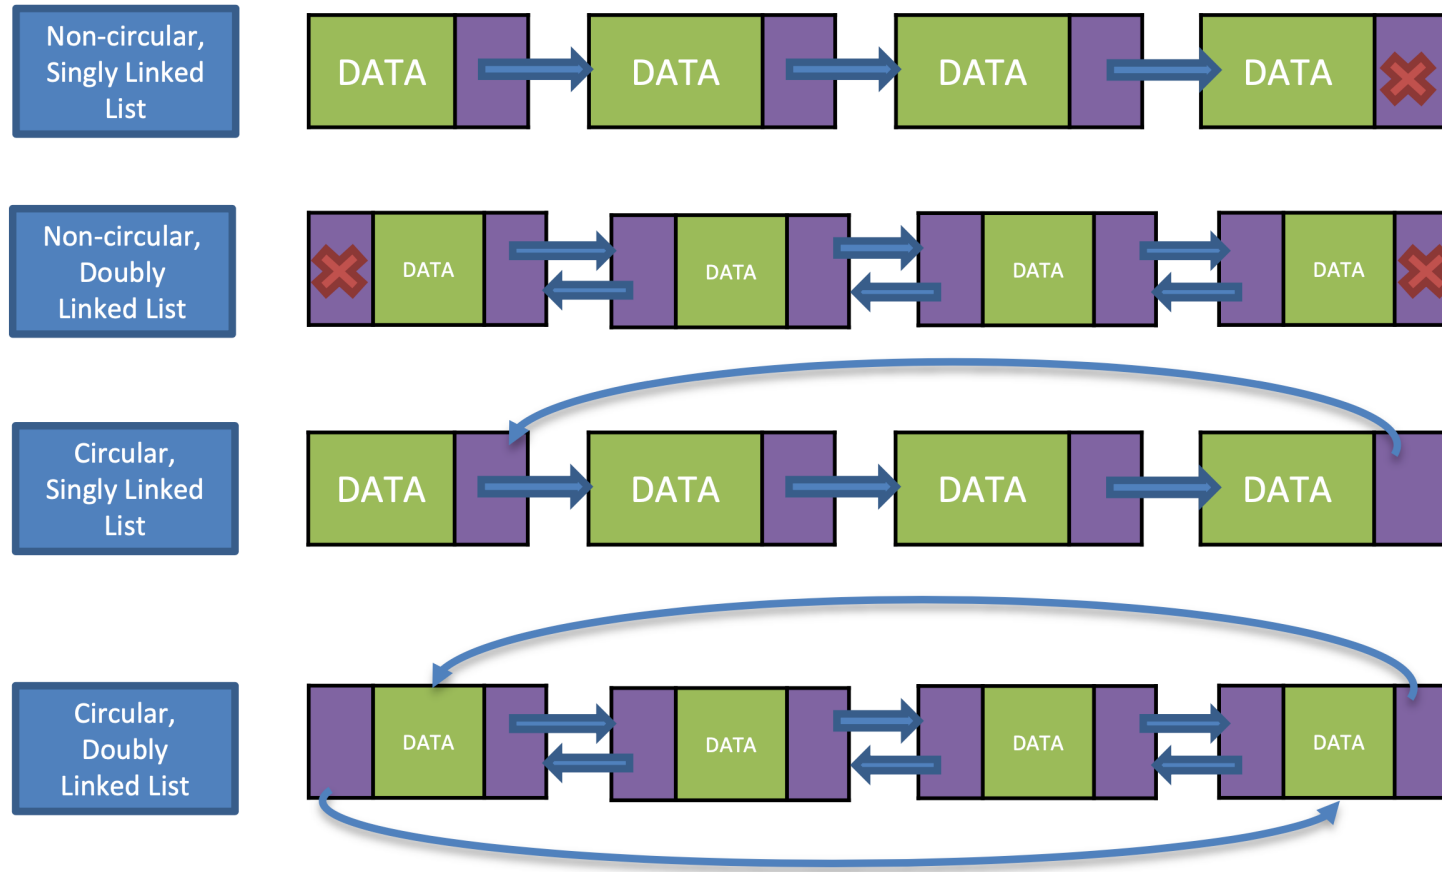 Non-circular,
Singly Linked
List
DATA DATA DATA DATA
Non-circular,
Doubly
Linked List
DATA DATA DATA DATA
Circular,
Singly Linked
List
DATA DATA DATA DATA
Circular,
Doubly
Linked List
DATA DATA DATA DATA